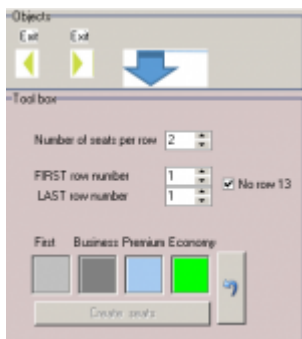 Objects
Exit Exit
Tool box
Number of seats per row 2
FIRST row number 1
LAST row number 1
No row 13
First Business Premium Economy
Create seats